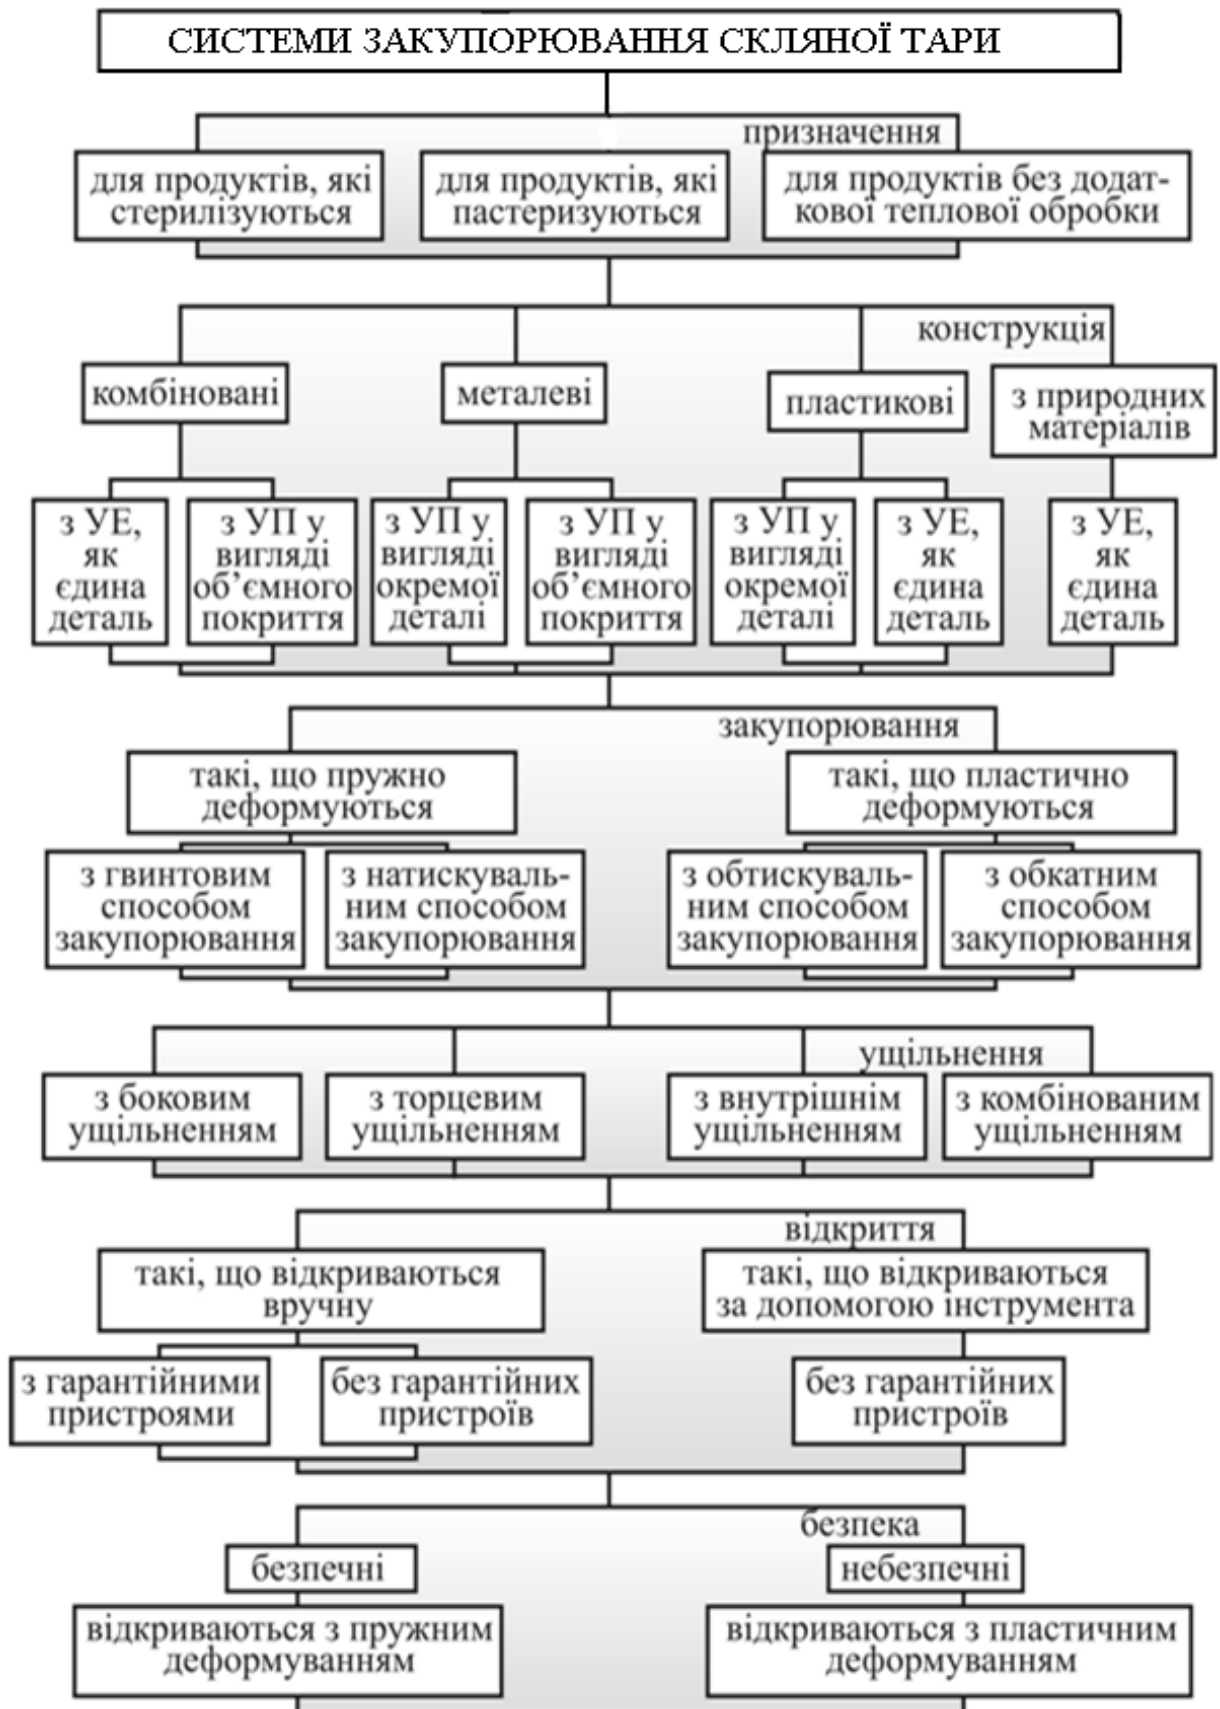 СИСТЕМИ ЗАКУПОРЮВАННЯ СКЛЯНОЇ ТАРИ
призначення
для продуктів, які
стерилізуються
для продуктів, які
пастеризуються
для продуктів без додат-
кової теплової обробки
конструкція
комбіновані
металеві
пластикові
з природних
матеріалів
з УЕ,
як
єдина
деталь
з УП у
вигляді
об’ємного
покриття
з УП у
вигляді
окремої
деталі
з УП у
вигляді
об’ємного
покриття
з УП у
вигляді
окремої
деталі
з УЕ,
як
єдина
деталь
з УЕ,
як
єдина
деталь
закупорювання
такі, що пружно
деформуються
такі, що пластично
деформуються
з гвинтовим
способом
закупорювання
з натискуваль-
ним способом
закупорювання
з обтискуваль-
ним способом
закупорювання
з обкатним
способом
закупорювання
ущільнення
з боковим
ущільненням
з торцевим
ущільненням
з внутрішнім
ущільненням
з комбінованим
ущільненням
відкриття
такі, що відкриваються
вручну
такі, що відкриваються
за допомогою інструмента
з гарантійними
пристроями
без гарантійних
пристроїв
без гарантійних
пристроїв
безпека
безпечні
небезпечні
відкриваються з пружним
деформуванням
відкриваються з пластичним
деформуванням